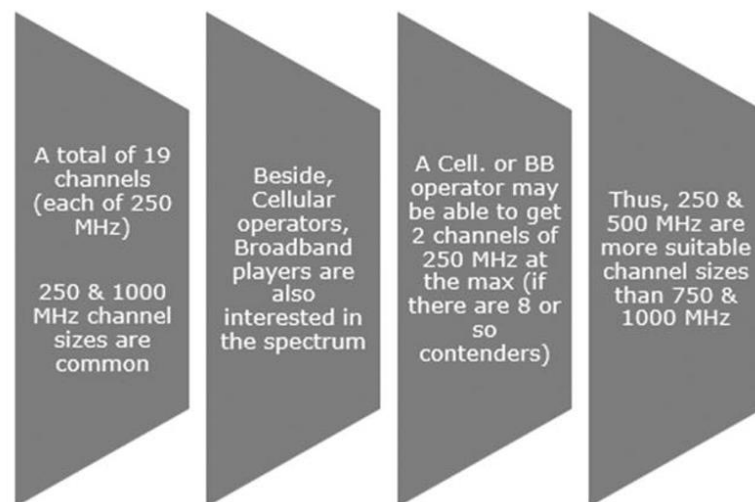 A total of 19
channels
(each of 250
MHz)
250 & 1000
MHz channel
sizes are
common
Beside,
Cellular
operators,
Broadband
players are
also
interested in
the spectrum
A Cell. or BB
operator may
be able to get
2 channels of
250 MHz at
the max (if
there are 8 or
so
contenders)
Thus, 250 &
500 MHz are
more suitable
channel sizes
than 750 &
1000 MHz